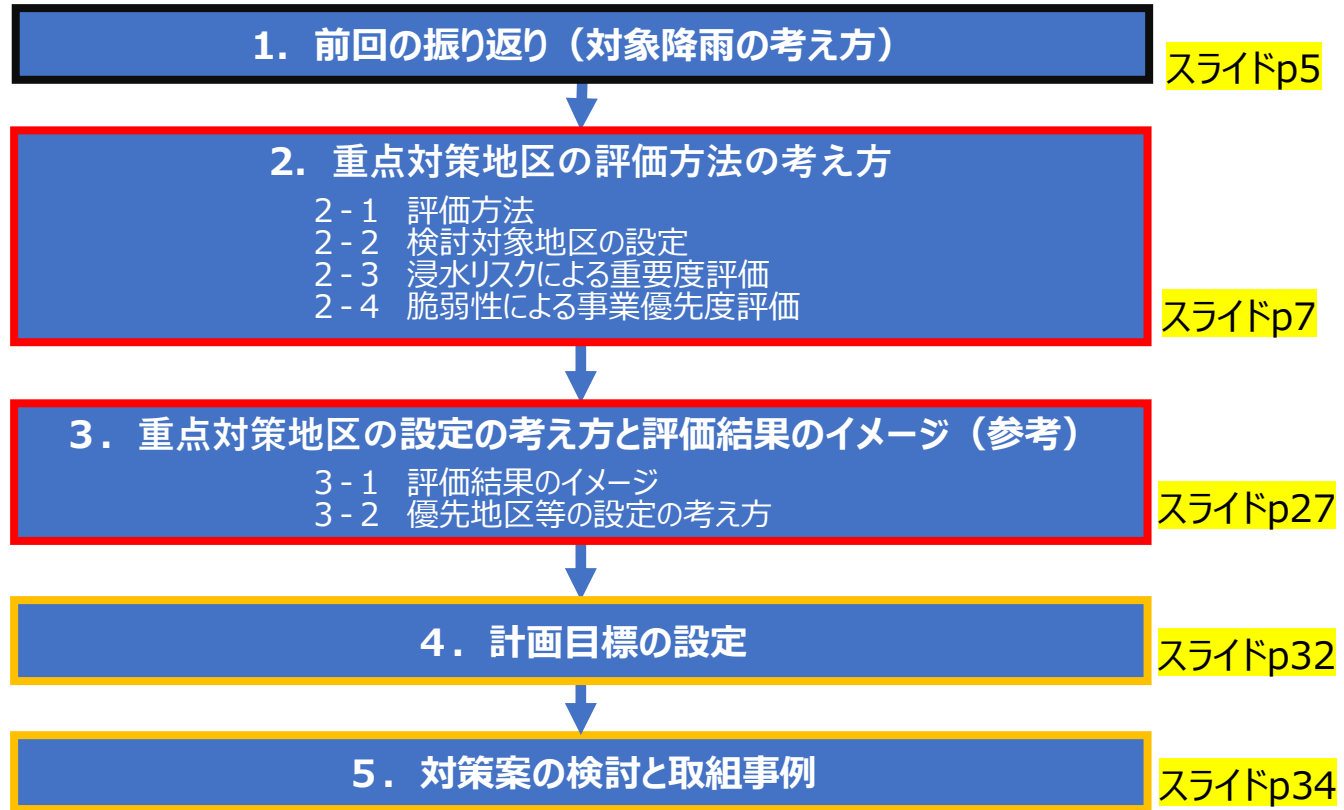 1．前回の振り返り（対象降雨の考え方）
スライドp5
2．重点対策地区の評価方法の考え方
２-１　評価方法
２-２　検討対象地区の設定
２-３　浸水リスクによる重要度評価
２-４　脆弱性による事業優先度評価
スライドp7
３．重点対策地区の設定の考え方と評価結果のイメージ（参考）
３-１　評価結果のイメージ
３-２　優先地区等の設定の考え方
スライドp27
４．計画目標の設定
スライドp32
５．対策案の検討と取組事例
スライドp34